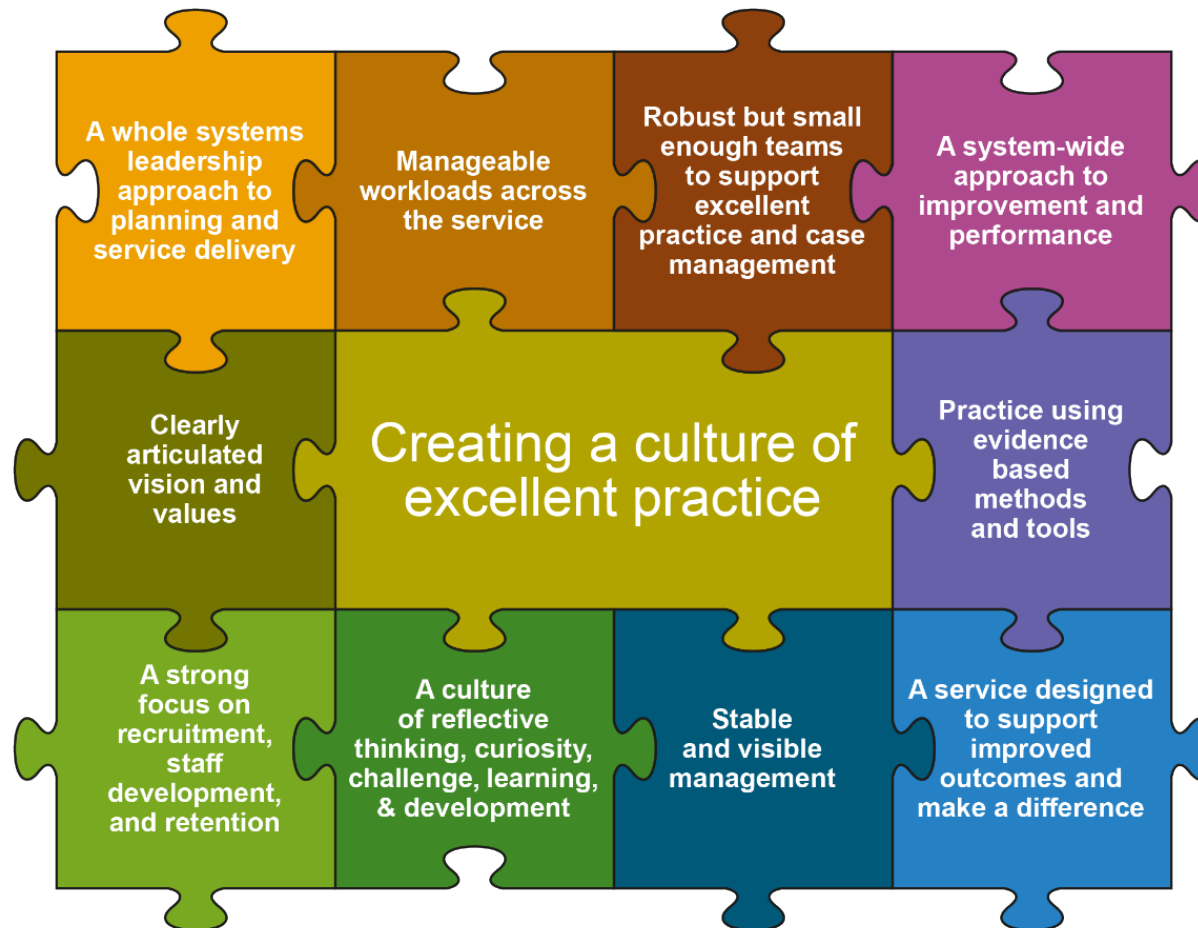 A whole systems
leadership
approach to
planning and
service delivery
Manageable
workloads across
the service
Robust but small
enough teams
to support
excellent
practice and case
management
A system-wide
approach to
improvement and
performance
Clearly
articulated
vision and
values
Creating a culture of
excellent practice
Practice using
evidence
based
methods
and tools
A strong
focus on
recruitment,
staff
development,
and retention
A culture
of reflective
thinking, curiosity,
challenge, learning,
& development
Stable
and visible
management
A service designed
to support
improved
outcomes and
make a difference